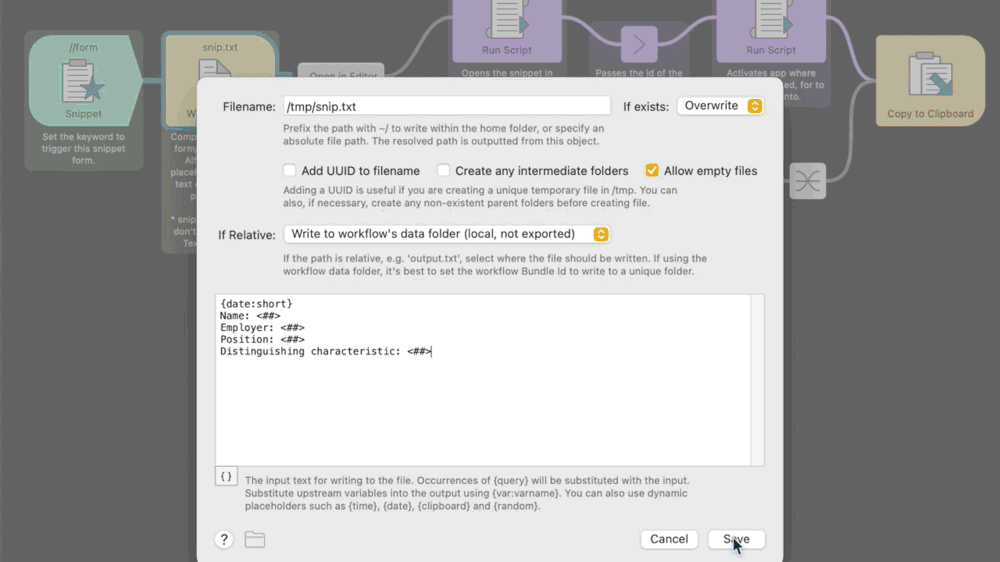 //form
Snippet
Set the keyword to
trigger this snippet
form.
snip.txt
W
Comp
form
Alf
place
text
p
* snip
don't
Tex
Open in Editor
Run Script
Opens the snippet in
Passes the id of the
Run Script
Activates app where
ed, for to
nto.
Copy to Clipboard
Filename: /tmp/snip.txt If exists: Overwrite
Prefix the path with ~/ to write within the home folder, or specify an
absolute file path. The resolved path is outputted from this object.
Add UUID to filename Create any intermediate folders Allow empty files
Adding a UUID is useful if you are creating a unique temporary file in /tmp. You can
also, if necessary, create any non-existent parent folders before creating file.
If Relative: Write to workflow's data folder (local, not exported)
If the path is relative, e.g. 'output.txt', select where the file should be written. If using the
workflow data folder, it's best to set the workflow Bundle Id to write to a unique folder.
{date:short}
Name: <##>
Employer: <##>
Position: <##>
Distinguishing characteristic: <##>
{}
The input text for writing to the file. Occurrences of {query} will be substituted with the input.
Substitute upstream variables into the output using {var:varname}. You can also use dynamic
placeholders such as {time}, {date}, {clipboard} and {random}.
? Cancel Save